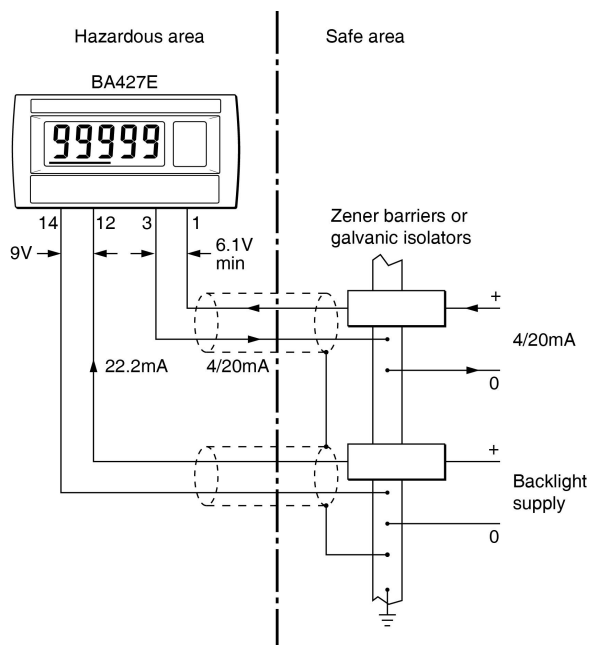 Hazardous area
Safe area
BA427E
99999
14
12
3
1
9V
6.1V
min
Zener barriers or
galvanic isolators
+
4/20mA
0
22.2mA
4/20mA
+
Backlight
supply
0